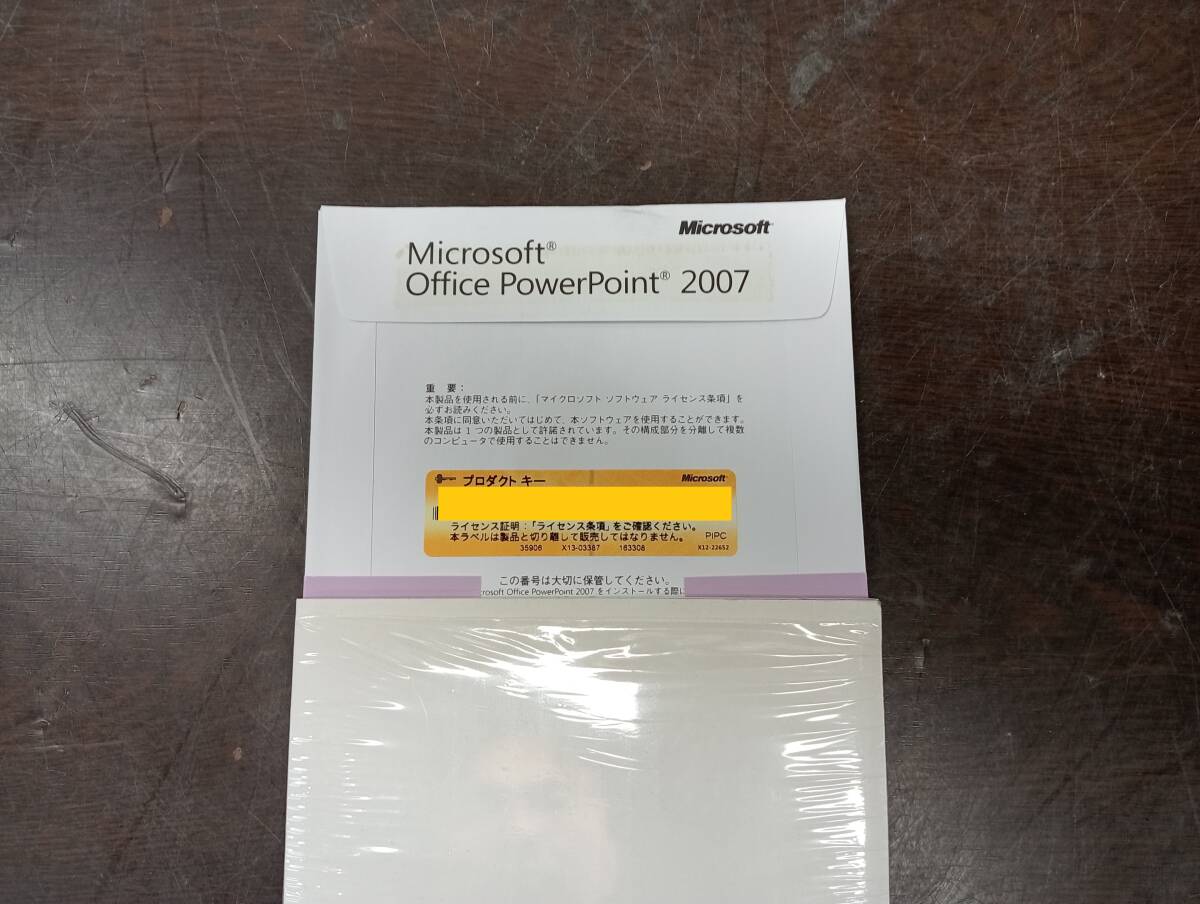 Microsoft
Microsoft®
Office PowerPoint® 2007
重 要：
本製品を使用される前に、「マイクロソフト ソフトウェア ライセンス条項」を
必ずお読みください。
本条項に同意いただいてはじめて、本ソフトウェアを使用することができます。
本製品は 1 つの製品として許諾されています。その構成部分を分離して複数
のコンピュータで使用することはできません。
プロダクト キー
Microsoft
ライセンス証明：「ライセンス条項」をご確認ください。
本ラベルは製品と切り離して販売してはなりません。 PIPC
35906 X13-03387 163308 X12-22652
この番号は大切に保管してください。
rosoft Office PowerPoint 2007 をインストールする際に